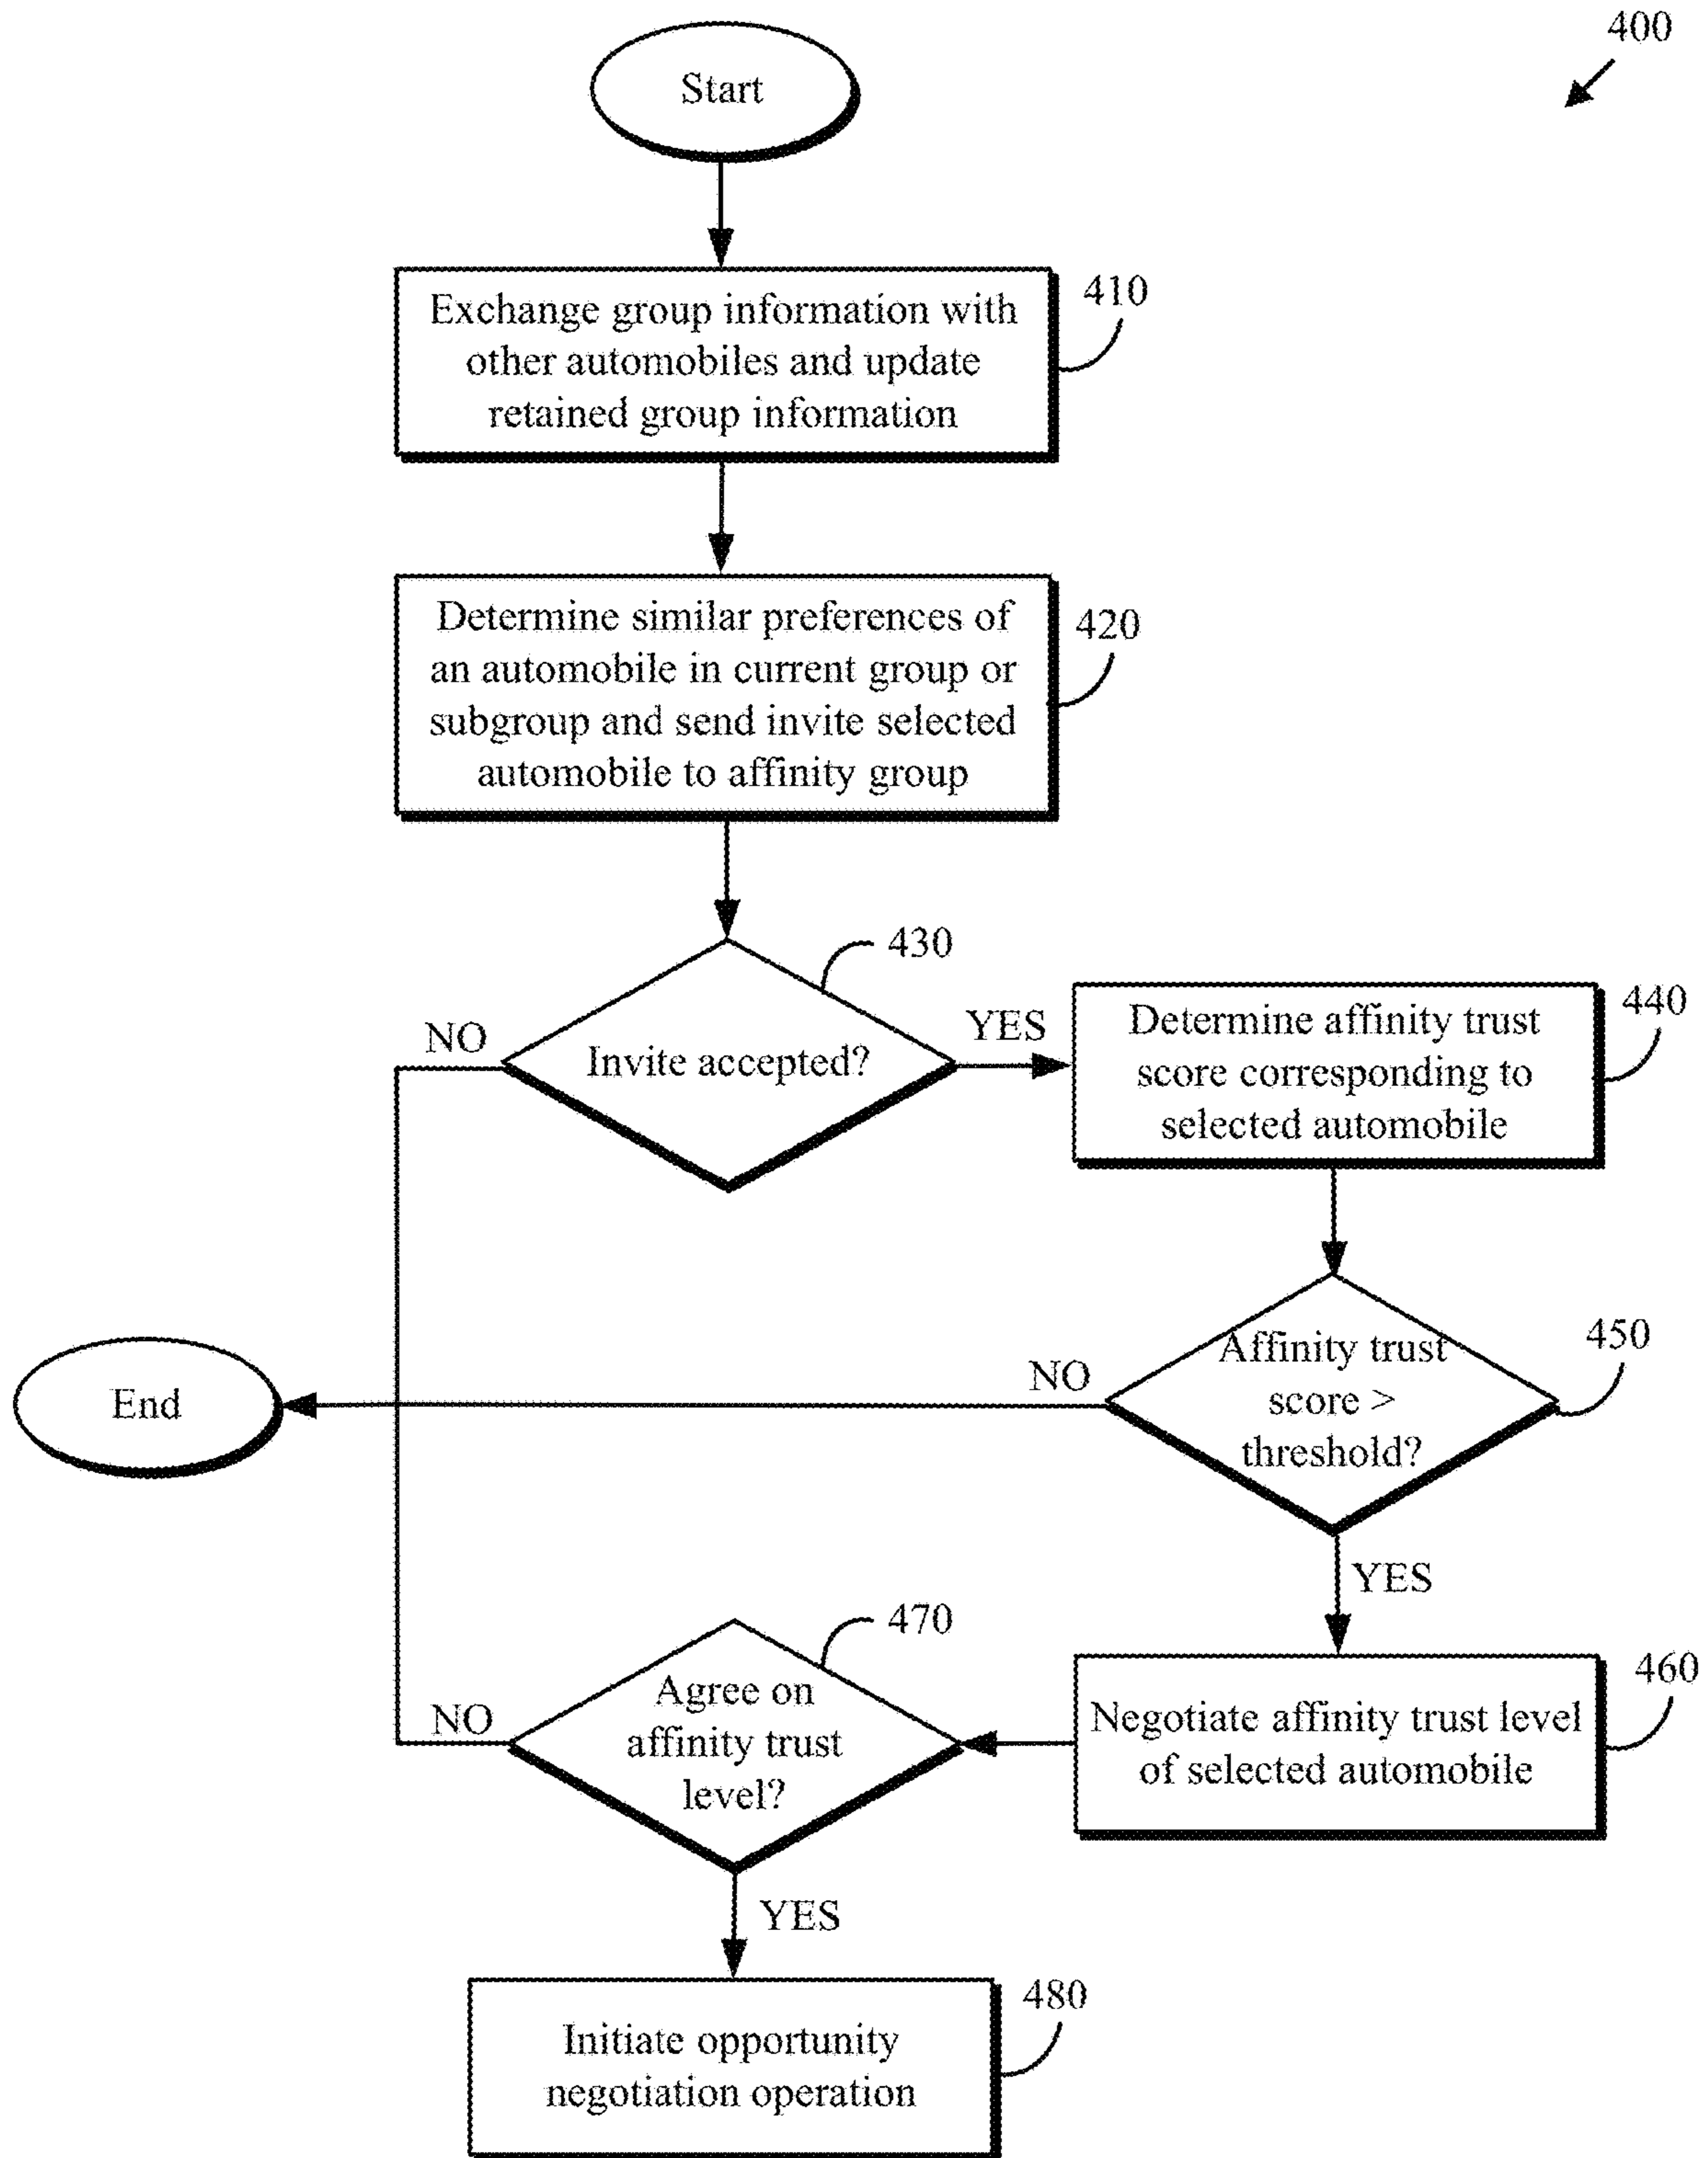 400
Start
Exchange group information with
other automobiles and update
retained group information
410
Determine similar preferences of
an automobile in current group or
subgroup and send invite selected
automobile to affinity group
420
430
NO
Invite accepted?
YES
Determine affinity trust
score corresponding to
selected automobile
440
End
NO
Affinity trust
score >
threshold?
450
YES
Negotiate affinity trust level
of selected automobile
460
470
NO
Agree on
affinity trust
level?
YES
Initiate opportunity
negotiation operation
480